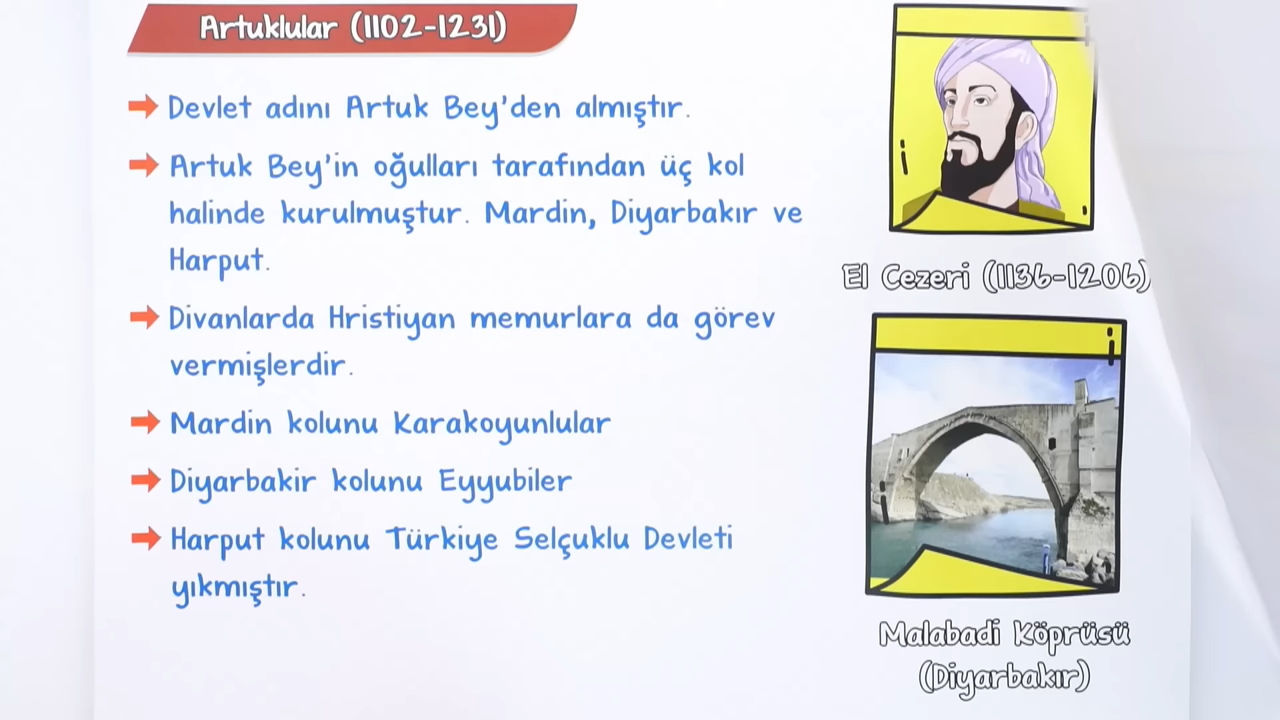 Artuklular (1102-1231)
Devlet adını Artuk Bey'den almıştır.
Artuk Bey'in oğulları tarafından üç kol
halinde kurulmuştur. Mardin, Diyarbakır ve
Harput.
Divanlarda Hristiyan memurlara da görev
vermişlerdir.
Mardin kolunu Karakoyunlular
Diyarbakir kolunu Eyyubiler
Harput kolunu Türkiye Selçuklu Devleti
yıkmıştır.
El Cezeri (1136-1206)
Malabadi Köprüsü
(Diyarbakır)